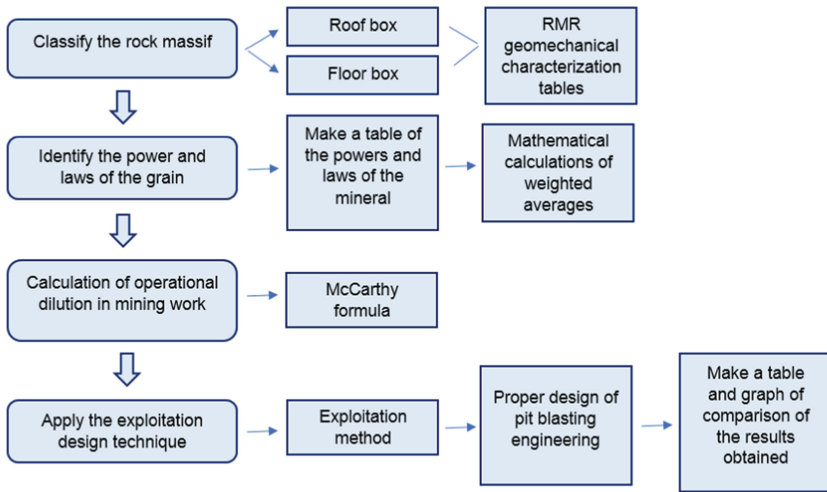 Classify the rock massif
Roof box
Floor box
RMR
geomechanical
characterization
tables
Identify the power and
laws of the grain
Make a table of
the powers and
laws of the
mineral
Mathematical
calculations of
weighted
averages
Calculation of operational
dilution in mining work
McCarthy
formula
Apply the exploitation
design technique
Exploitation
method
Proper design of
pit blasting
engineering
Make a table
and graph of
comparison of
the results
obtained